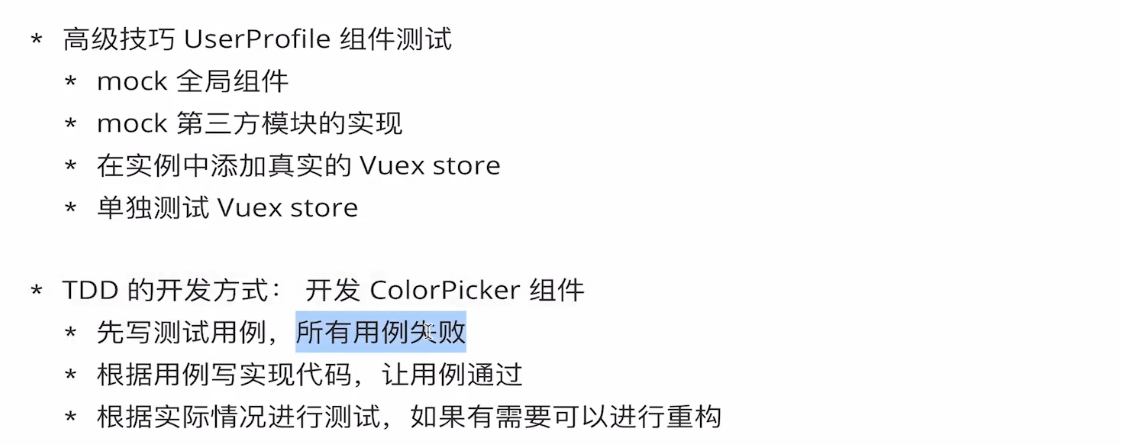 * 高级技巧 UserProfile 组件测试
* mock 全局组件
* mock 第三方模块的实现
* 在实例中添加真实的 Vuex store
* 单独测试 Vuex store
* TDD 的开发方式： 开发 ColorPicker 组件
* 先写测试用例，所有用例失败
* 根据用例写实现代码，让用例通过
* 根据实际情况进行测试，如果有需要可以进行重构